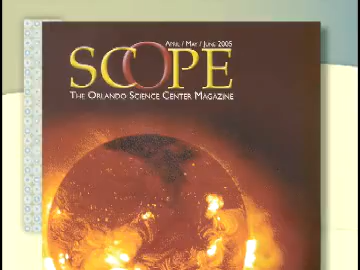 APRIL / MAY / JUNE 2005
SCOPE
THE ORLANDO SCIENCE CENTER MAGAZINE